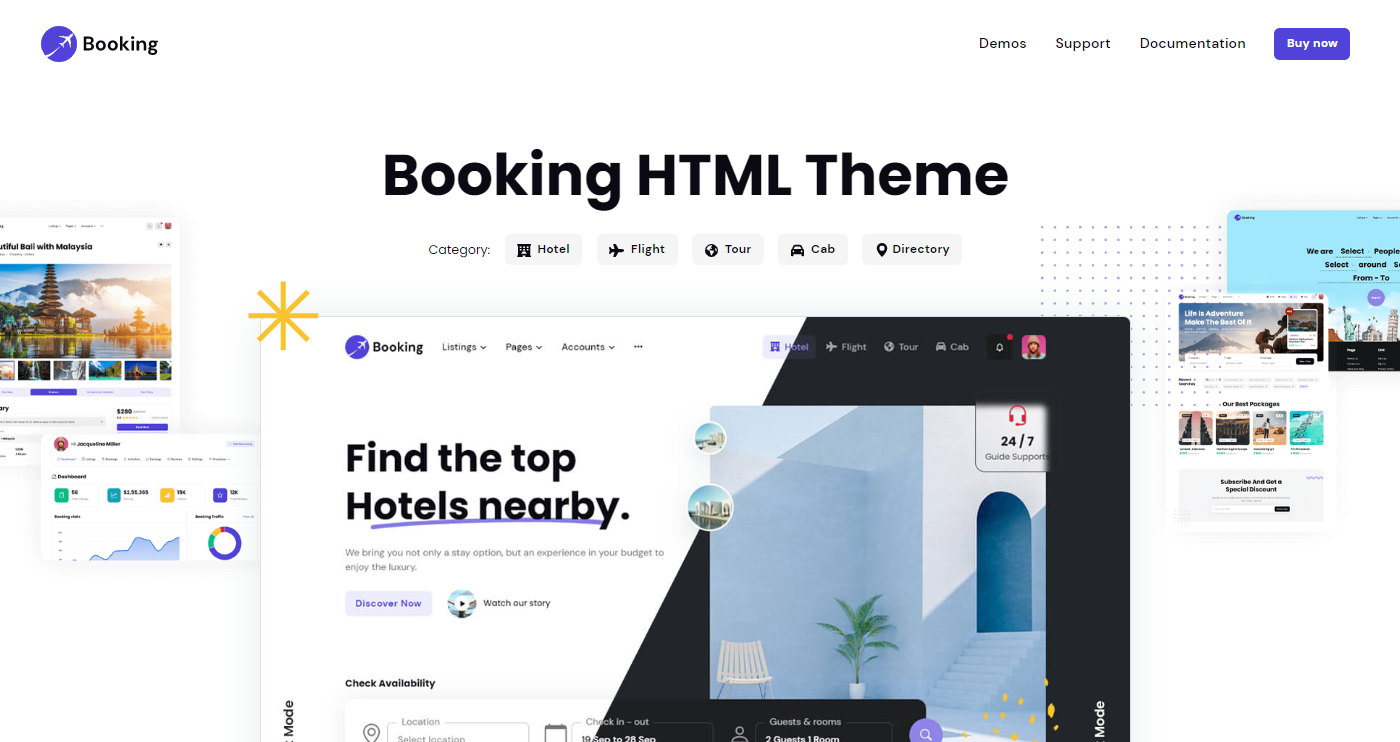 Booking
Demos Support Documentation Buy now
Booking HTML Theme
Category: Hotel Flight Tour Cab Directory
Booking Listings Pages Accounts Hotel Flight Tour Cab
24 / 7
Guide Supports
Find the top
Hotels nearby.
We bring you not only a stay option, but an experience in your budget to
enjoy the luxury.
Discover Now Watch our story
Check Availability
Location Check in - out Guests & rooms
Select location 19 Sep to 28 Sep 2 Guests 1 Room
Mode
Mode
Bali with Malaysia
$280
Hi Jacqueline Miller
Dashboard
56 $2,55,365 15K 12K
Booking stats Booking Traffic
We are Select People
Select around
From - To
Life Is Adventure
Make The Best Of It
Our Best Packages
Subscribe And Get a
Special Discount